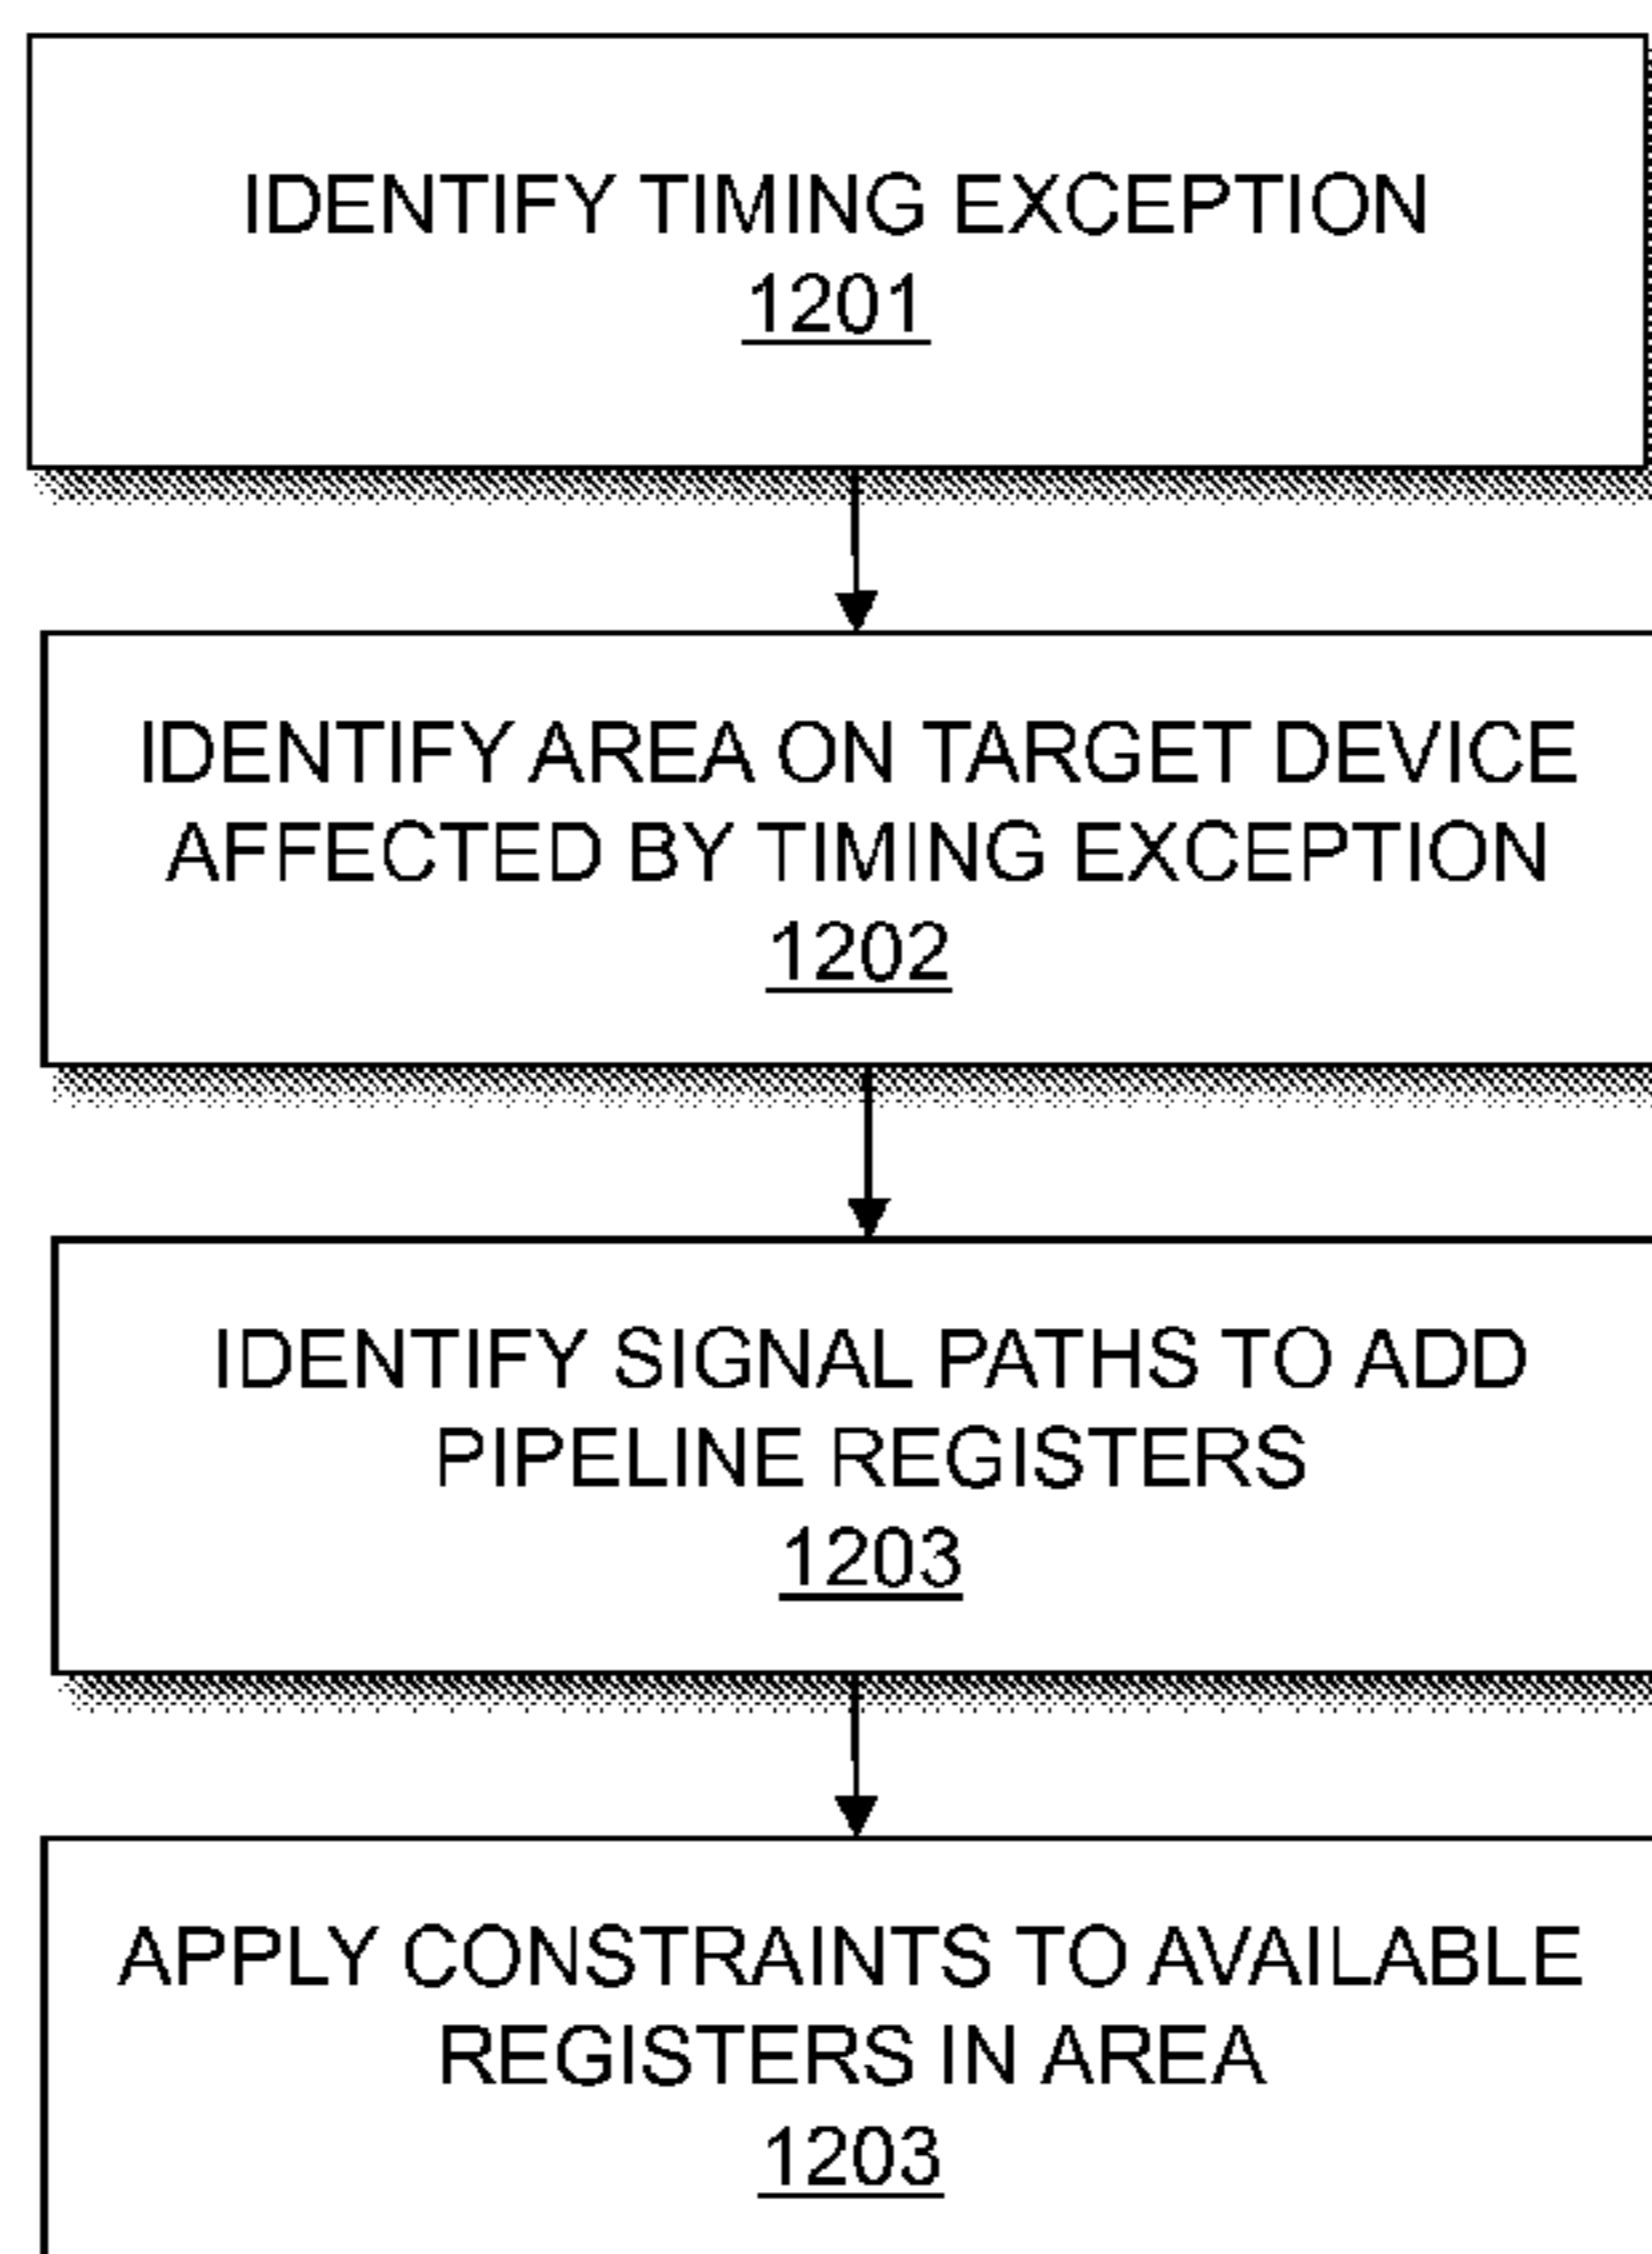 IDENTIFY TIMING EXCEPTION
1201
IDENTIFY AREA ON TARGET DEVICE
AFFECTED BY TIMING EXCEPTION
1202
IDENTIFY SIGNAL PATHS TO ADD
PIPELINE REGISTERS
1203
APPLY CONSTRAINTS TO AVAILABLE
REGISTERS IN AREA
1203